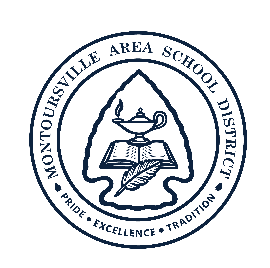 MONTOURSVILLE AREA SCHOOL DISTRICT
PRIDE • EXCELLENCE • TRADITION